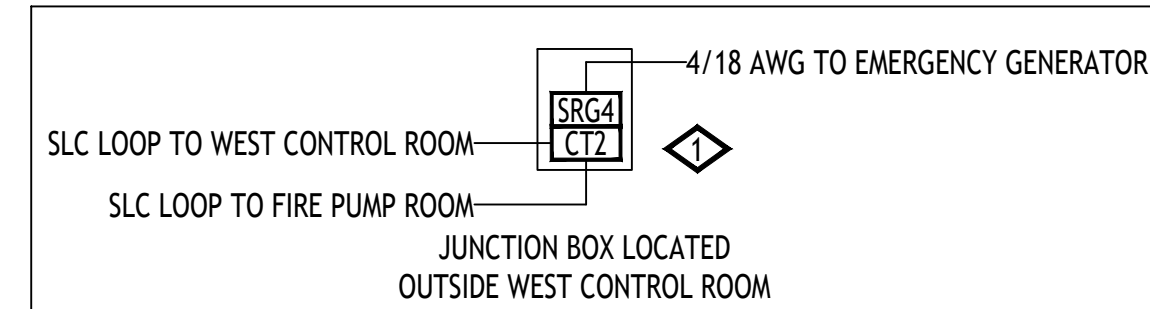 4/18 AWG TO EMERGENCY GENERATOR
SRG4
SLC LOOP TO WEST CONTROL ROOM
CT2
1
SLC LOOP TO FIRE PUMP ROOM
JUNCTION BOX LOCATED
OUTSIDE WEST CONTROL ROOM